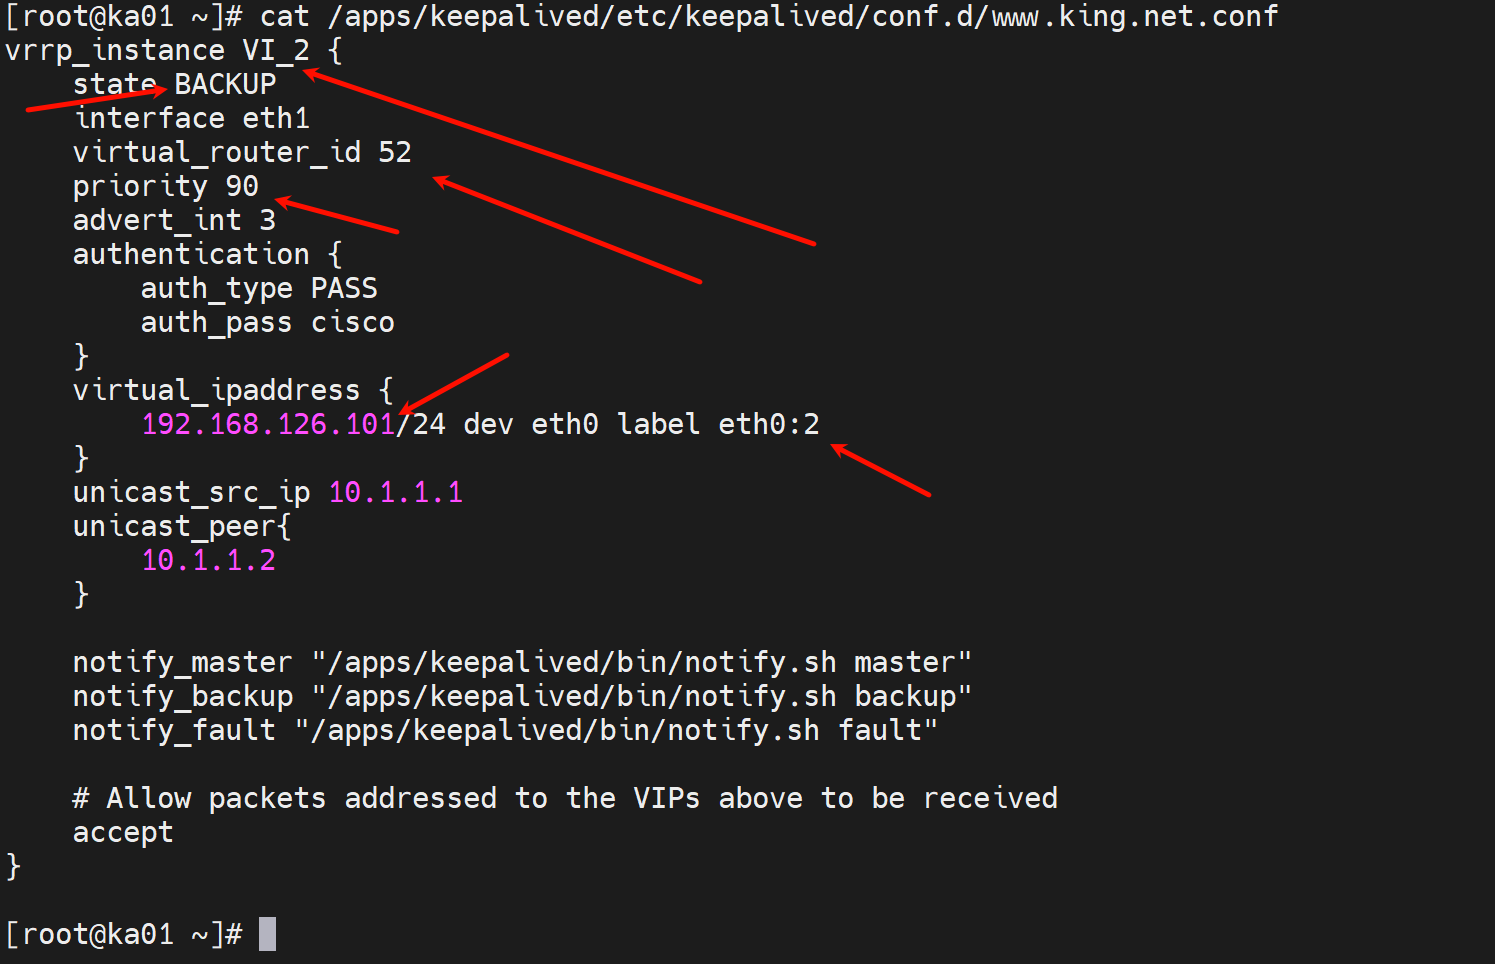 [root@ka01 ~]# cat /apps/keepalived/etc/keepalived/conf.d/www.king.net.conf
vrrp_instance VI_2 {
    state BACKUP
    interface eth1
    virtual_router_id 52
    priority 90
    advert_int 3
    authentication {
        auth_type PASS
        auth_pass cisco
    }
    virtual_ipaddress {
        192.168.126.101/24 dev eth0 label eth0:2
    }
    unicast_src_ip 10.1.1.1
    unicast_peer{
        10.1.1.2
    }

    notify_master "/apps/keepalived/bin/notify.sh master"
    notify_backup "/apps/keepalived/bin/notify.sh backup"
    notify_fault "/apps/keepalived/bin/notify.sh fault"

    # Allow packets addressed to the VIPs above to be received
    accept
}

[root@ka01 ~]#